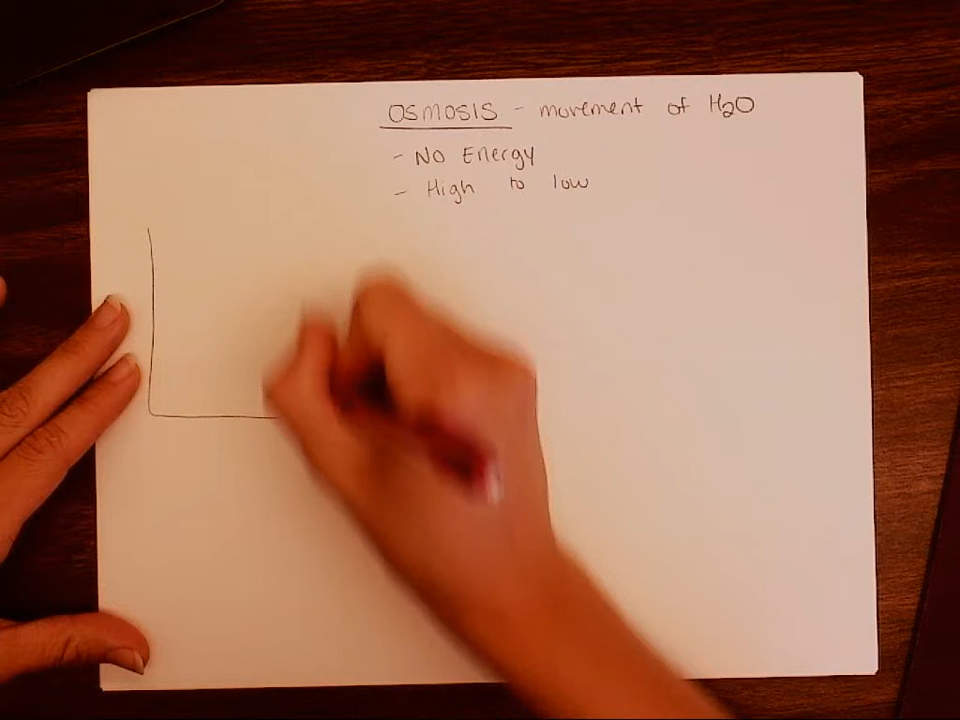 OSMOSIS - movement of H₂O
- No Energy
- High to low